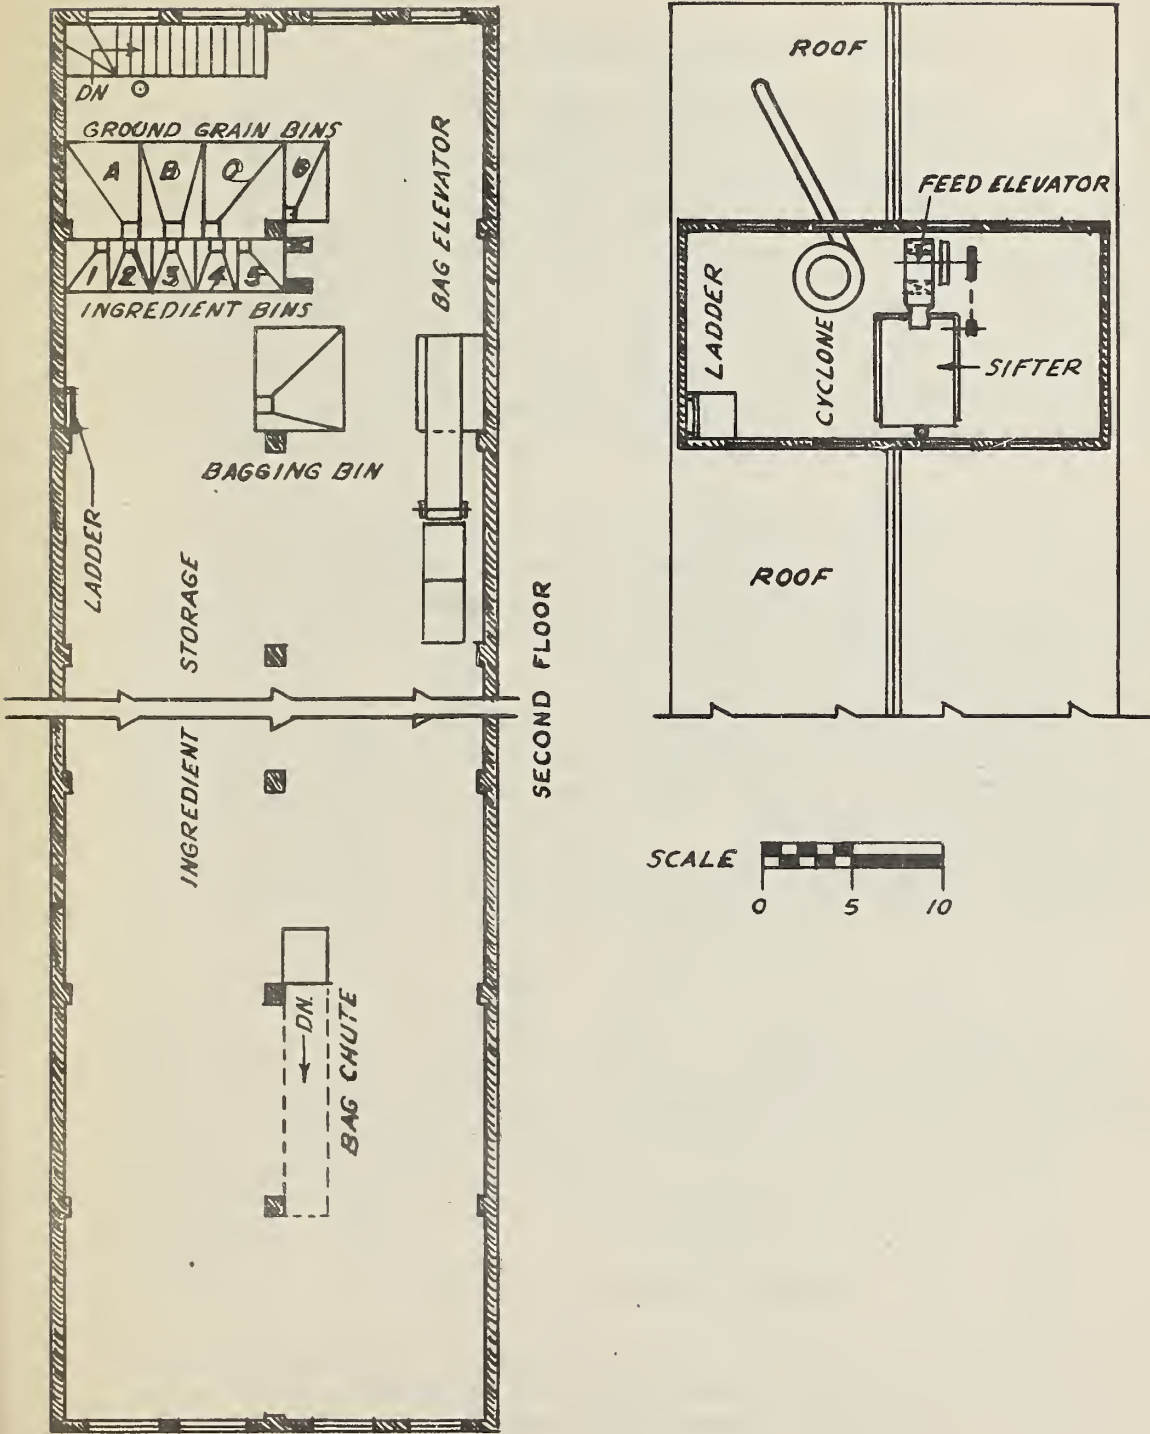 DN
GROUND GRAIN BINS
A B C 6
1 2 3 4 5
INGREDIENT BINS
BAG ELEVATOR
LADDER
BAGGING BIN
INGREDIENT STORAGE
SECOND FLOOR
DN.
BAG CHUTE
ROOF
FEED ELEVATOR
LADDER
CYCLONE
SIFTER
ROOF
SCALE
0 5 10